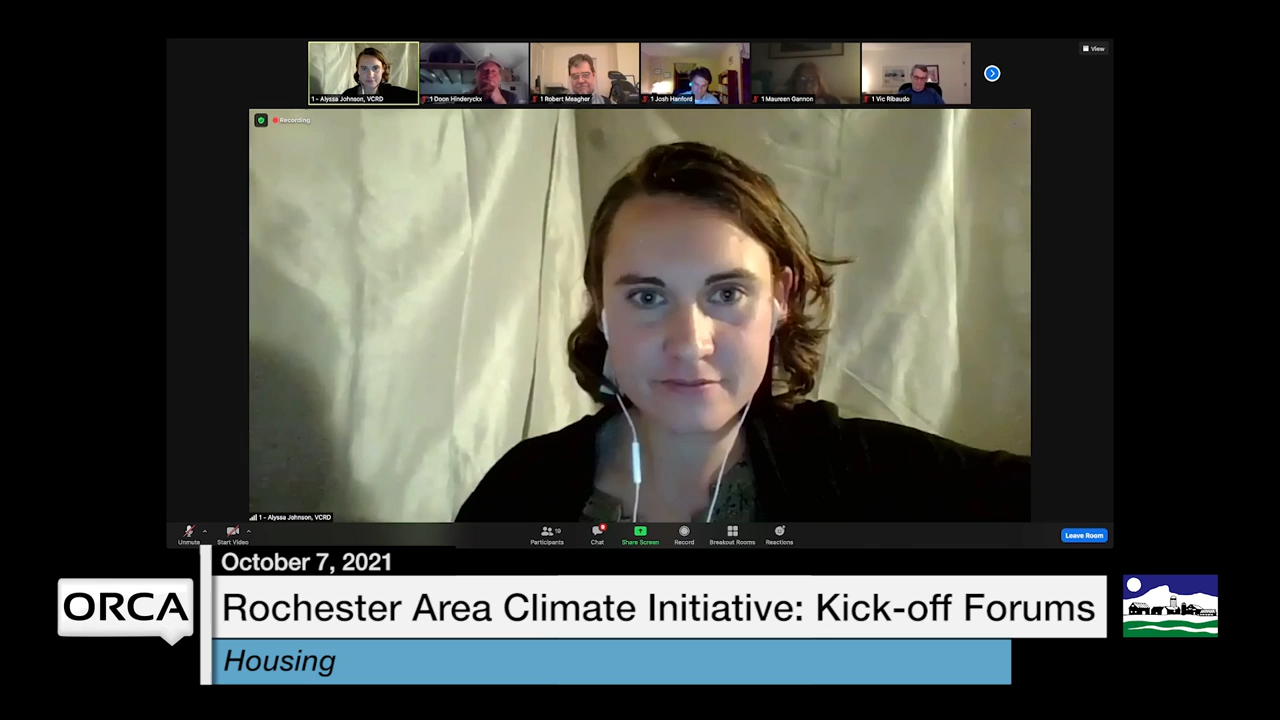 View
1 - Alyssa Johnson, VCRD
1 Doon Hinderyckx
1 Robert Meagher
1 Josh Hanford
1 Maureen Gannon
1 Vic Ribaudo
Recording
1 - Alyssa Johnson, VCRD
Unmute
Start Video
Participants
19
Chat
Share Screen
Record
Breakout Rooms
Reactions
Leave Room
October 7, 2021
ORCA
Rochester Area Climate Initiative: Kick-off Forums
Housing